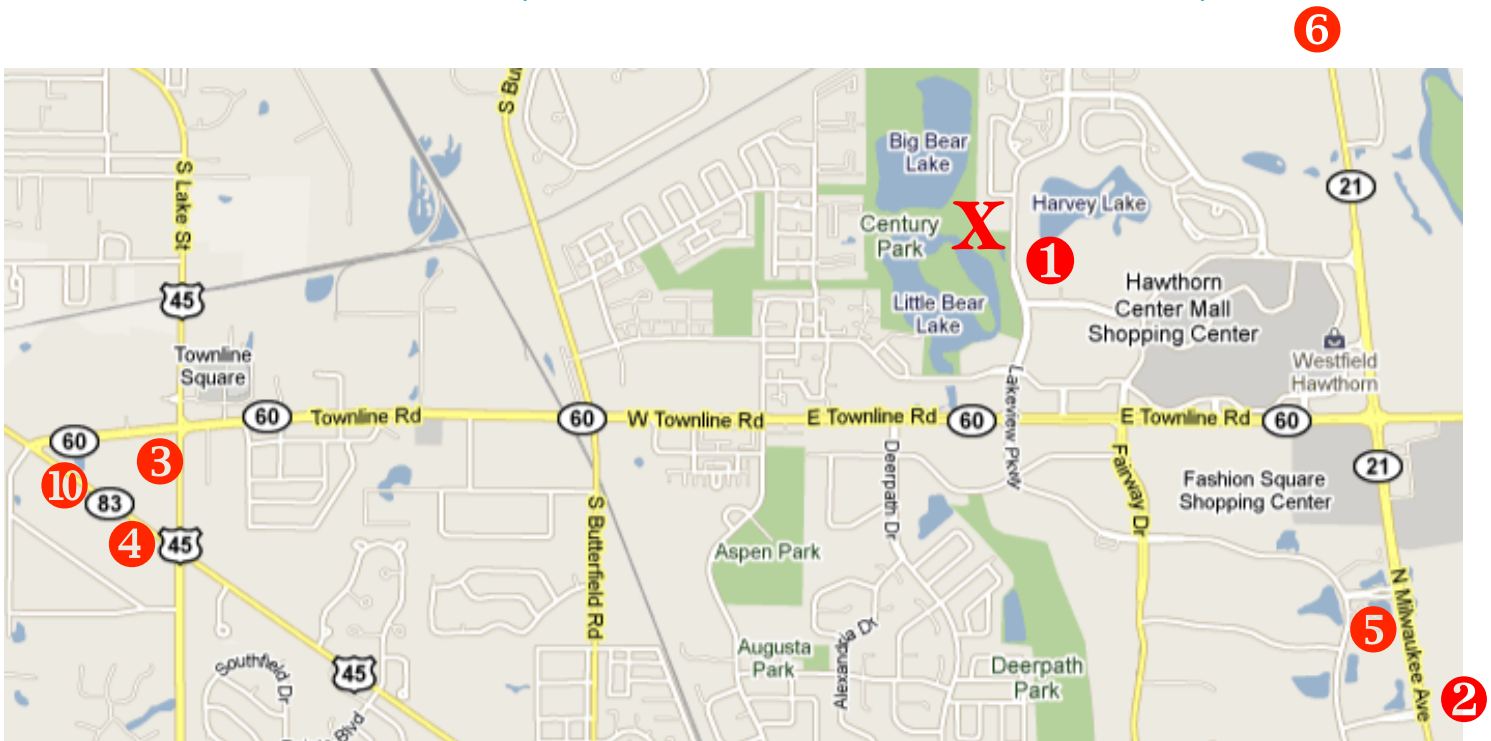 6
S But
S Lake St
Big Bear
Lake
21
X
Harvey Lake
Century
Park
1
45
Hawthorn
Center Mall
Shopping Center
Little Bear
Lake
Townline
Square
Westfield
Hawthorn
Lakeview Pkwy
60
Townline Rd
60
W Townline Rd
E Townline Rd
60
E Townline Rd
60
60
3
Deerpath Dr
Fairway Dr
21
10
83
Fashion Square
Shopping Center
4
45
S Butterfield Rd
Aspen Park
N Milwaukee Ave
5
Alexandria Dr
Augusta
Park
Southfield Dr
45
Deerpath
Park
2
Blvd